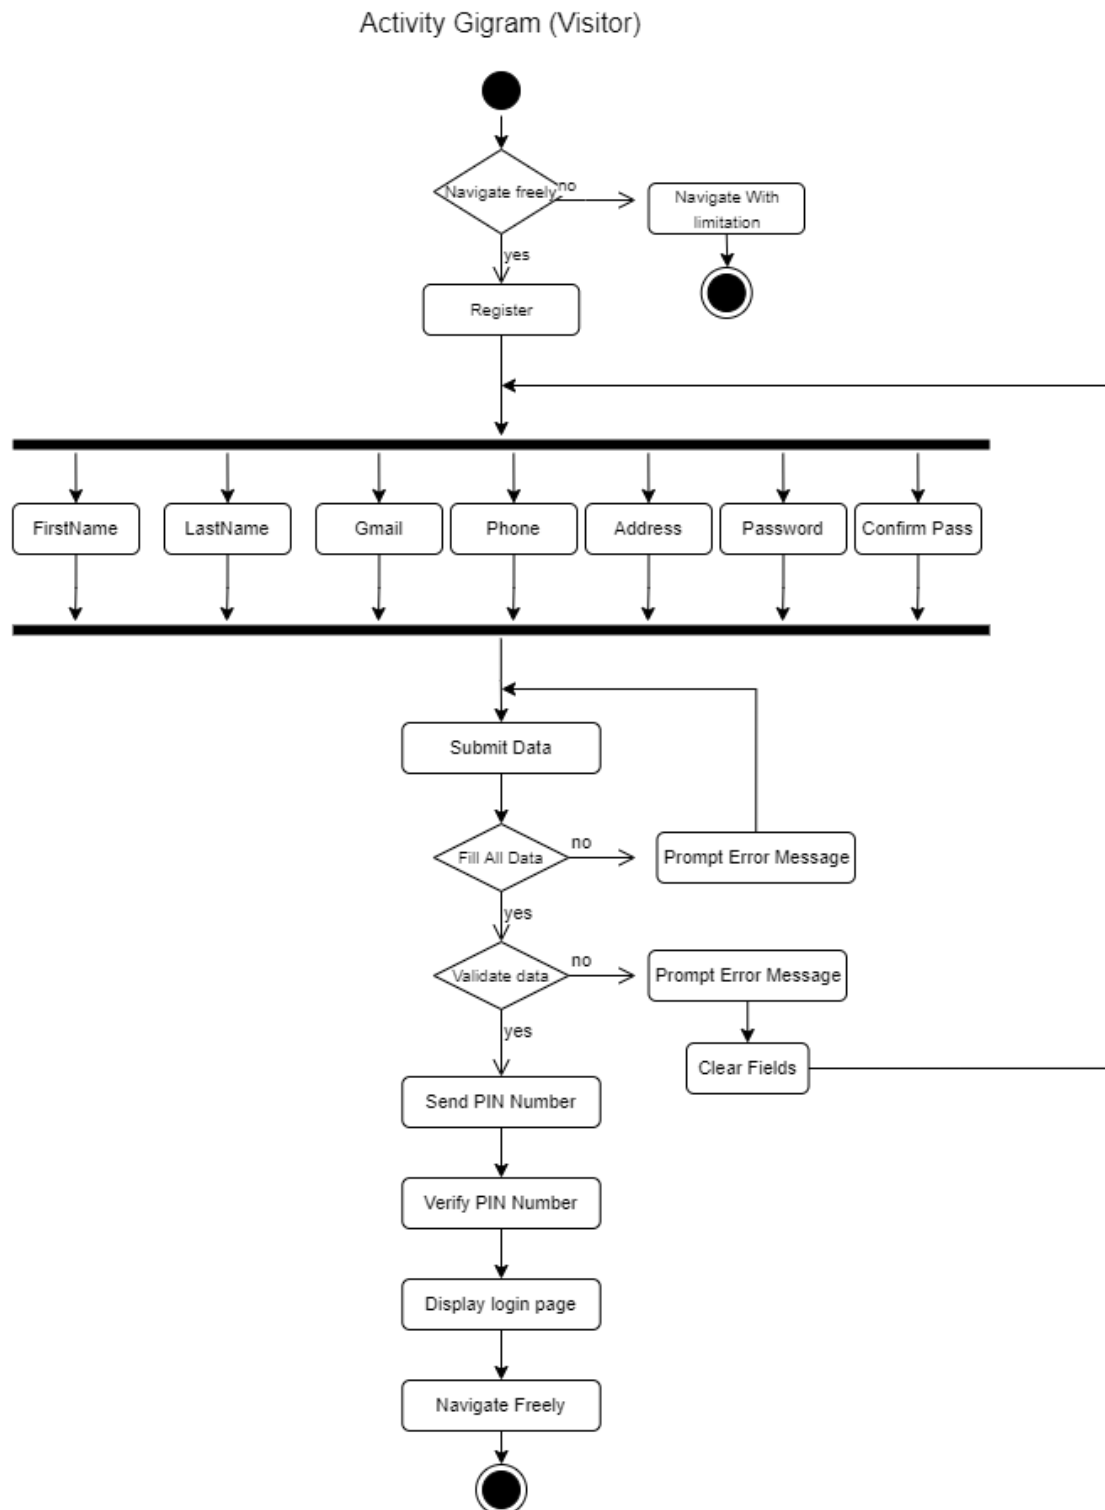 Activity Gigram (Visitor)
Navigate freely
no
Navigate With
limitation
yes
Register
FirstName
LastName
Gmail
Phone
Address
Password
Confirm Pass
Submit Data
Fill All Data
no
Prompt Error Message
yes
Validate data
no
Prompt Error Message
yes
Clear Fields
Send PIN Number
Verify PIN Number
Display login page
Navigate Freely